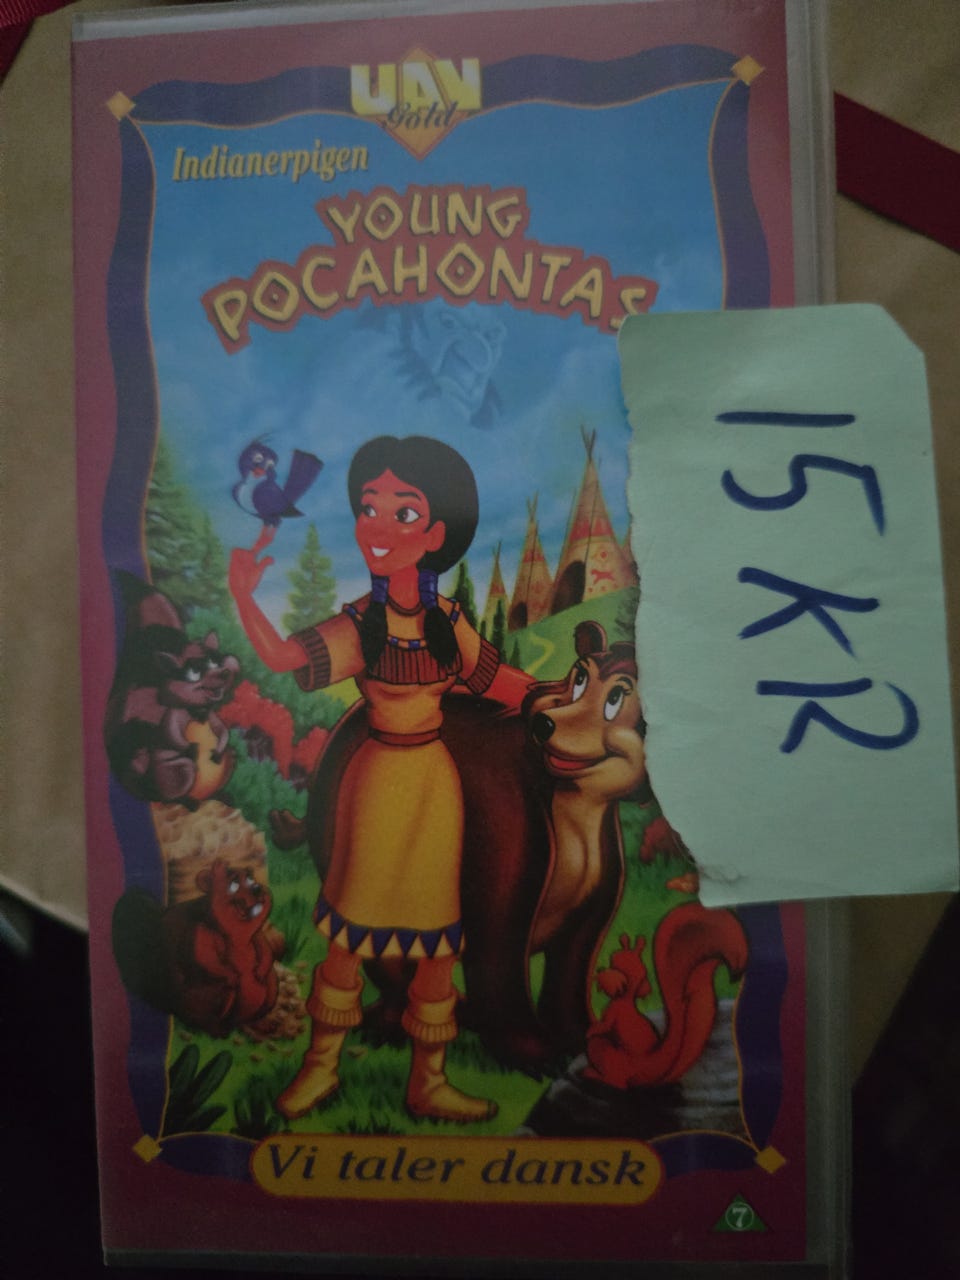 UAV
Gold
Indianerpigen
YOUNG
POCAHONTAS
15 KR
Vi taler dansk
7